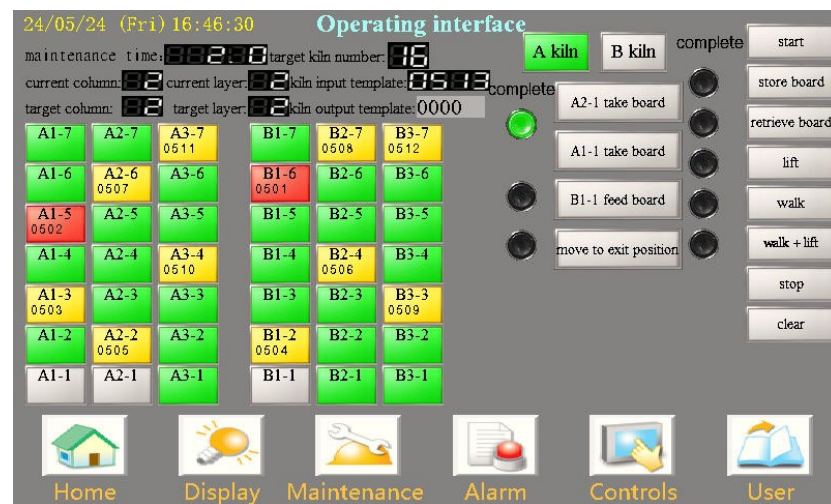 24/05/24 (Fri) 16:46:30 Operating interface
maintenance time: 20 target kiln number: 16
current column: 2 current layer: 2 kiln input template: 0513
target column: 2 target layer: 2 kiln output template: 0000
A kiln B kiln complete start
complete
A2-1 take board store board
A1-1 take board retrieve board
lift
B1-1 feed board walk
move to exit position walk + lift
stop
clear
A1-7 A2-7 A3-7 B1-7 B2-7 B3-7
0511 0508 0512
A1-6 A2-6 A3-6 B1-6 B2-6 B3-6
0507 0501
A1-5 A2-5 A3-5 B1-5 B2-5 B3-5
0502
A1-4 A2-4 A3-4 B1-4 B2-4 B3-4
0510 0506
A1-3 A2-3 A3-3 B1-3 B2-3 B3-3
0503 0509
A1-2 A2-2 A3-2 B1-2 B2-2 B3-2
0505 0504
A1-1 A2-1 A3-1 B1-1 B2-1 B3-1
Home Display Maintenance Alarm Controls User